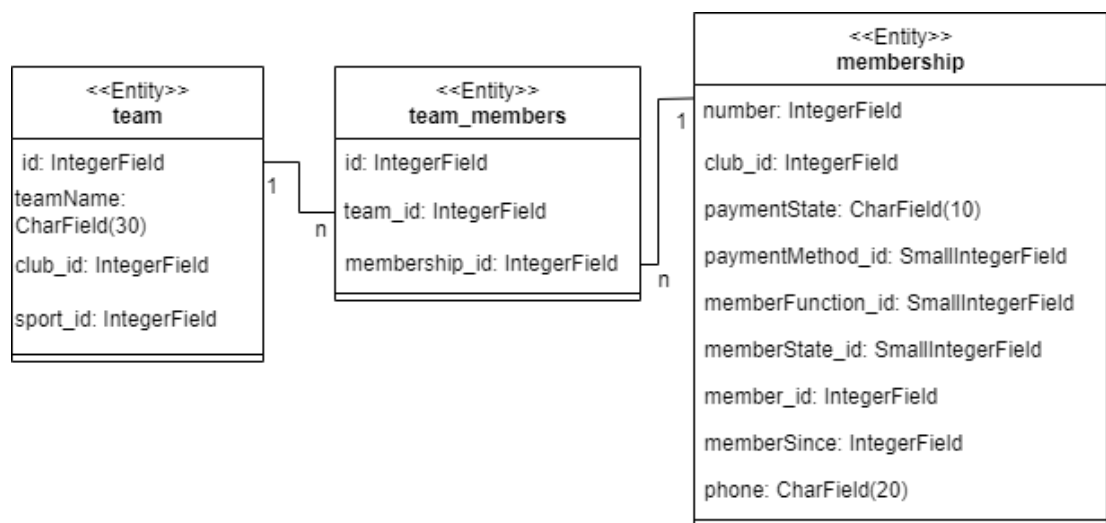 <<Entity>>
team
id: IntegerField
teamName:
CharField(30)
club_id: IntegerField
sport_id: IntegerField
1
n
<<Entity>>
team_members
id: IntegerField
team_id: IntegerField
membership_id: IntegerField
n
1
<<Entity>>
membership
number: IntegerField
club_id: IntegerField
paymentState: CharField(10)
paymentMethod_id: SmallIntegerField
memberFunction_id: SmallIntegerField
memberState_id: SmallIntegerField
member_id: IntegerField
memberSince: IntegerField
phone: CharField(20)